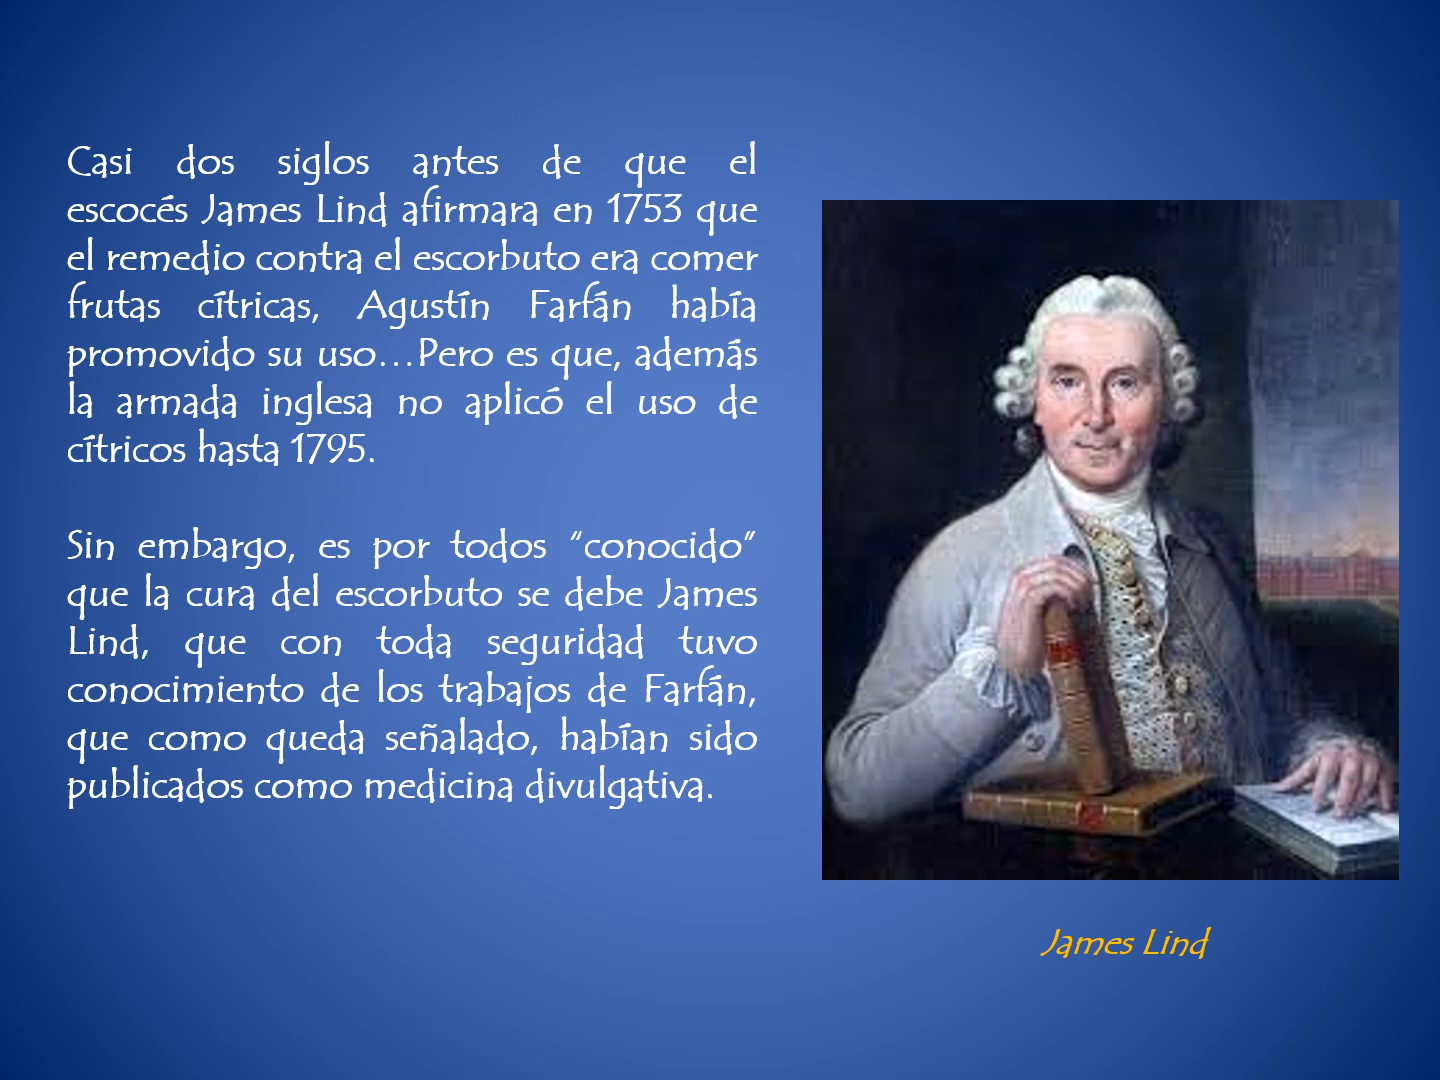 Casi dos siglos antes de que el
escocés James Lind afirmara en 1753 que
el remedio contra el escorbuto era comer
frutas cítricas, Agustín Farfán había
promovido su uso...Pero es que, además
la armada inglesa no aplicó el uso de
cítricos hasta 1795.
Sin embargo, es por todos “conocido”
que la cura del escorbuto se debe James
Lind, que con toda seguridad tuvo
conocimiento de los trabajos de Farfán,
que como queda señalado, habían sido
publicados como medicina divulgativa.
James Lind